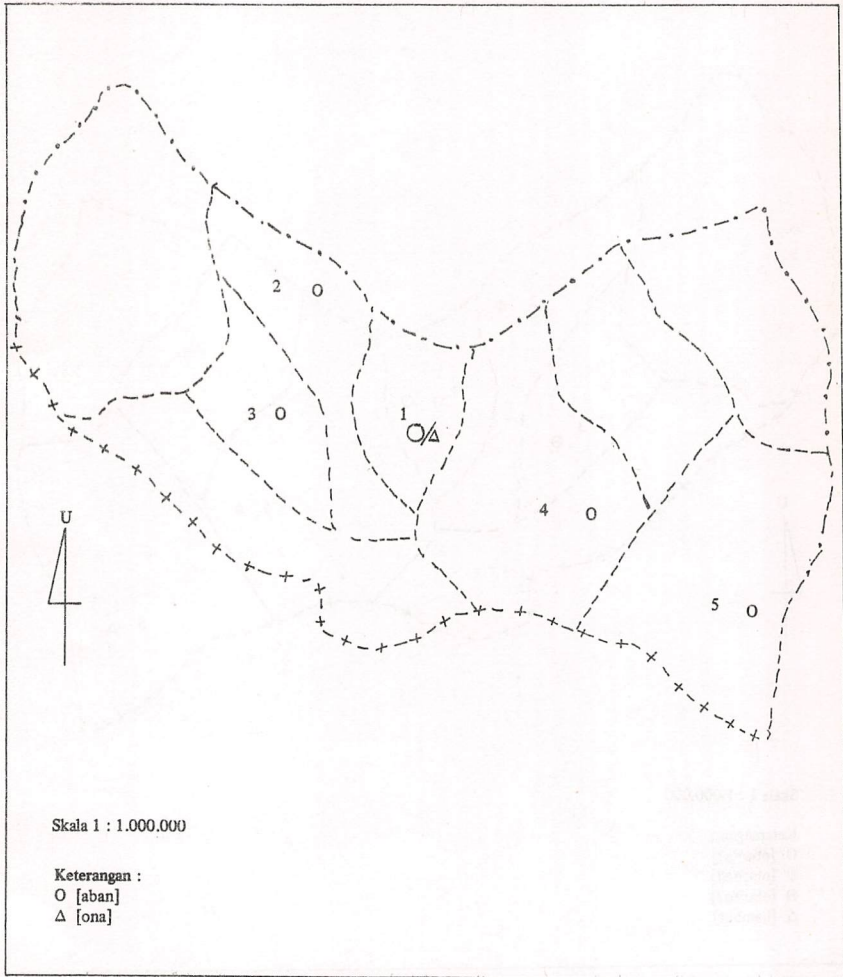 2 O
3 O
1
O/Δ
4 O
5 O
U
Skala 1 : 1.000.000
Keterangan :
O [aban]
Δ [ona]